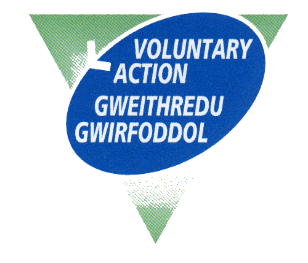 VOLUNTARY
ACTION
GWEITHREDU
GWIRFODDOL